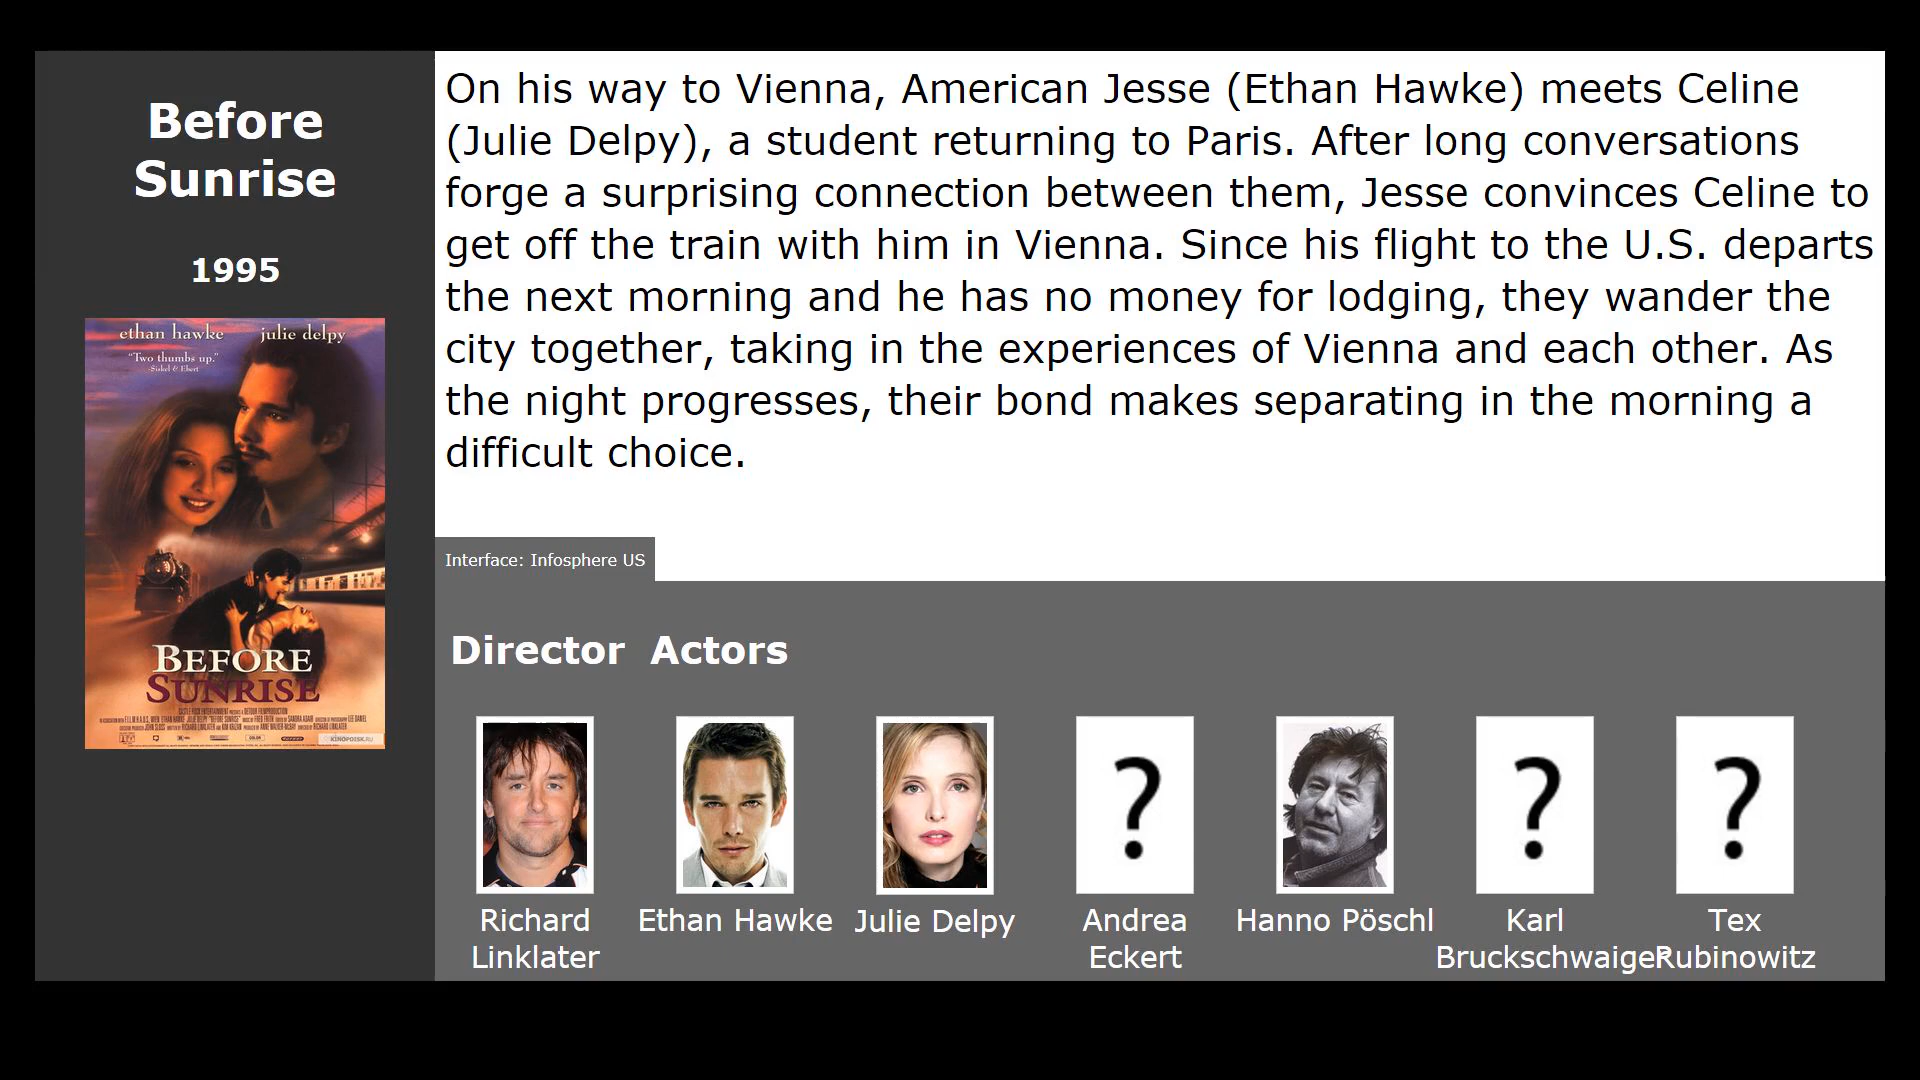 Before
Sunrise
1995
ethan hawke julie delpy
"Two thumbs up."
-Siskel & Ebert
BEFORE
SUNRISE
KINOPOISK.RU
On his way to Vienna, American Jesse (Ethan Hawke) meets Celine
(Julie Delpy), a student returning to Paris. After long conversations
forge a surprising connection between them, Jesse convinces Celine to
get off the train with him in Vienna. Since his flight to the U.S. departs
the next morning and he has no money for lodging, they wander the
city together, taking in the experiences of Vienna and each other. As
the night progresses, their bond makes separating in the morning a
difficult choice.
Interface: Infosphere US
Director Actors
? ? ?
Richard Ethan Hawke Julie Delpy Andrea Hanno Pöschl Karl Tex
Linklater Eckert Bruckschwaiger Rubinowitz